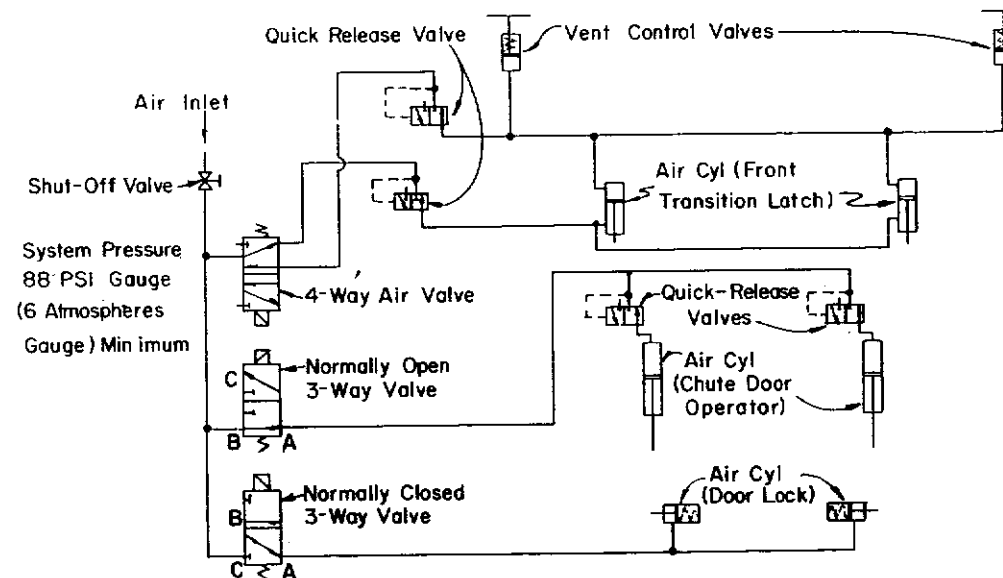 Quick Release Valve
Vent Control Valves
Air Inlet
Shut-Off Valve
Air Cyl (Front
Transition Latch)
System Pressure
88 PSI Gauge
(6 Atmospheres
Gauge) Minimum
4-Way Air Valve
Quick-Release
Valves
Normally Open
3-Way Valve
C
B
A
Air Cyl
(Chute Door
Operator)
Normally Closed
3-Way Valve
B
C
A
Air Cyl
(Door Lock)